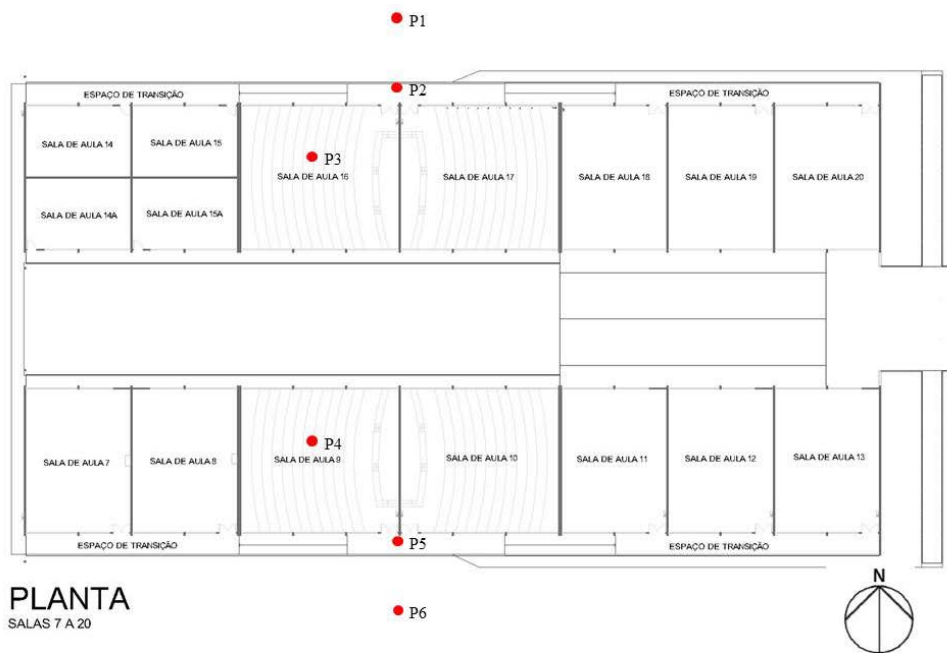 P1
P2
ESPAÇO DE TRANSIÇÃO
ESPAÇO DE TRANSIÇÃO
SALA DE AULA 14
SALA DE AULA 15
P3
SALA DE AULA 16
SALA DE AULA 17
SALA DE AULA 18
SALA DE AULA 19
SALA DE AULA 20
SALA DE AULA 14A
SALA DE AULA 15A
P4
SALA DE AULA 7
SALA DE AULA 8
SALA DE AULA 9
SALA DE AULA 10
SALA DE AULA 11
SALA DE AULA 12
SALA DE AULA 13
P5
ESPAÇO DE TRANSIÇÃO
ESPAÇO DE TRANSIÇÃO
PLANTA
SALAS 7 A 20
P6
N